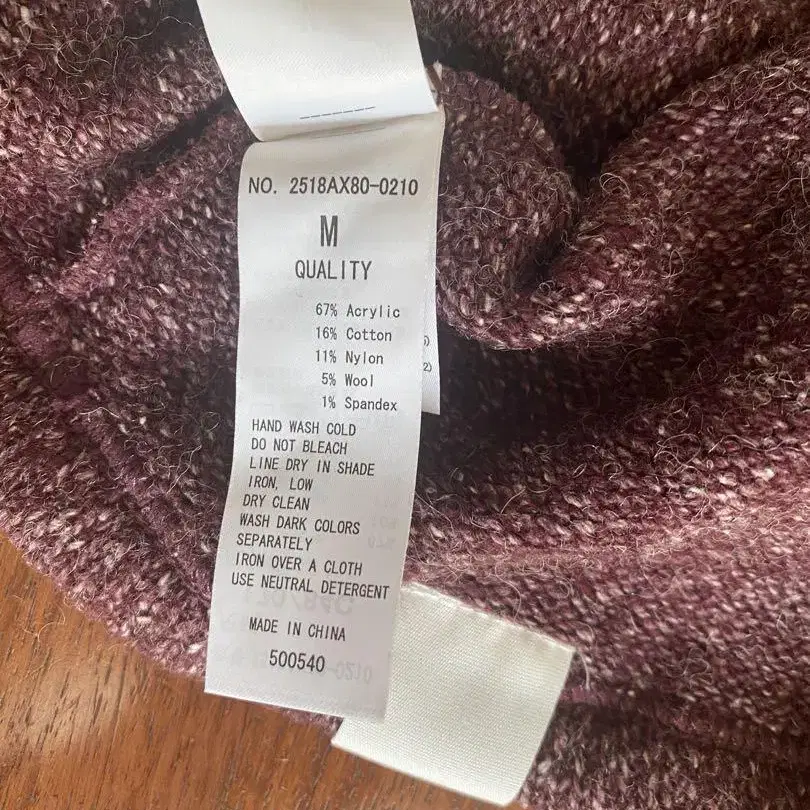 NO. 2518AX80-0210
M
QUALITY
67% Acrylic
16% Cotton
11% Nylon
5% Wool
1% Spandex
HAND WASH COLD
DO NOT BLEACH
LINE DRY IN SHADE
IRON, LOW
DRY CLEAN
WASH DARK COLORS
SEPARATELY
IRON OVER A CLOTH
USE NEUTRAL DETERGENT
MADE IN CHINA
500540